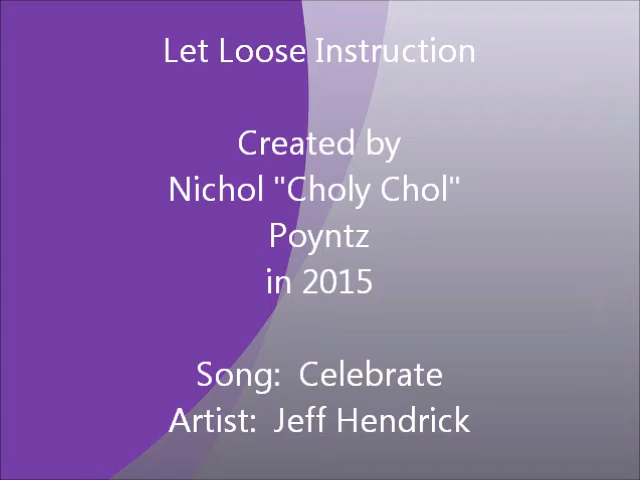 Let Loose Instruction
Created by
Nichol "Choly Chol"
Poyntz
in 2015
Song:  Celebrate
Artist:  Jeff Hendrick